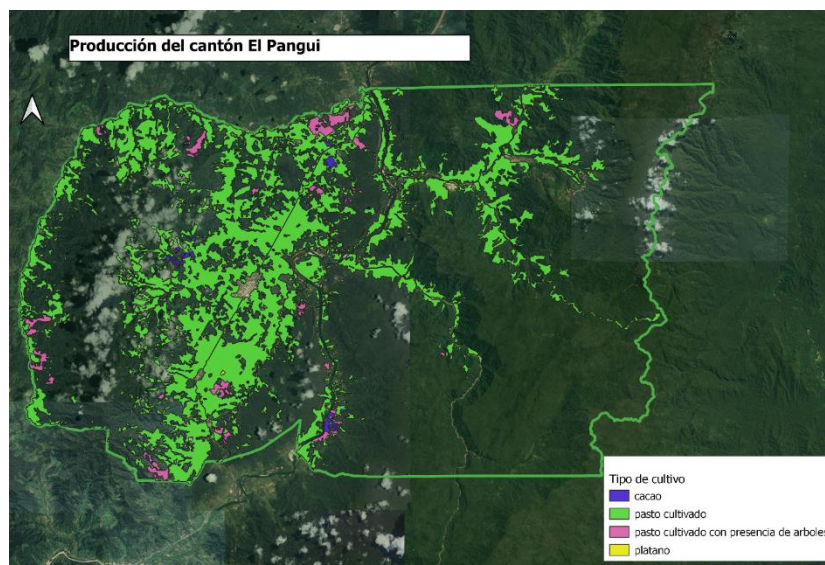 Producción del cantón El Pangui
Tipo de cultivo
cacao
pasto cultivado
pasto cultivado con presencia de arboles
platano